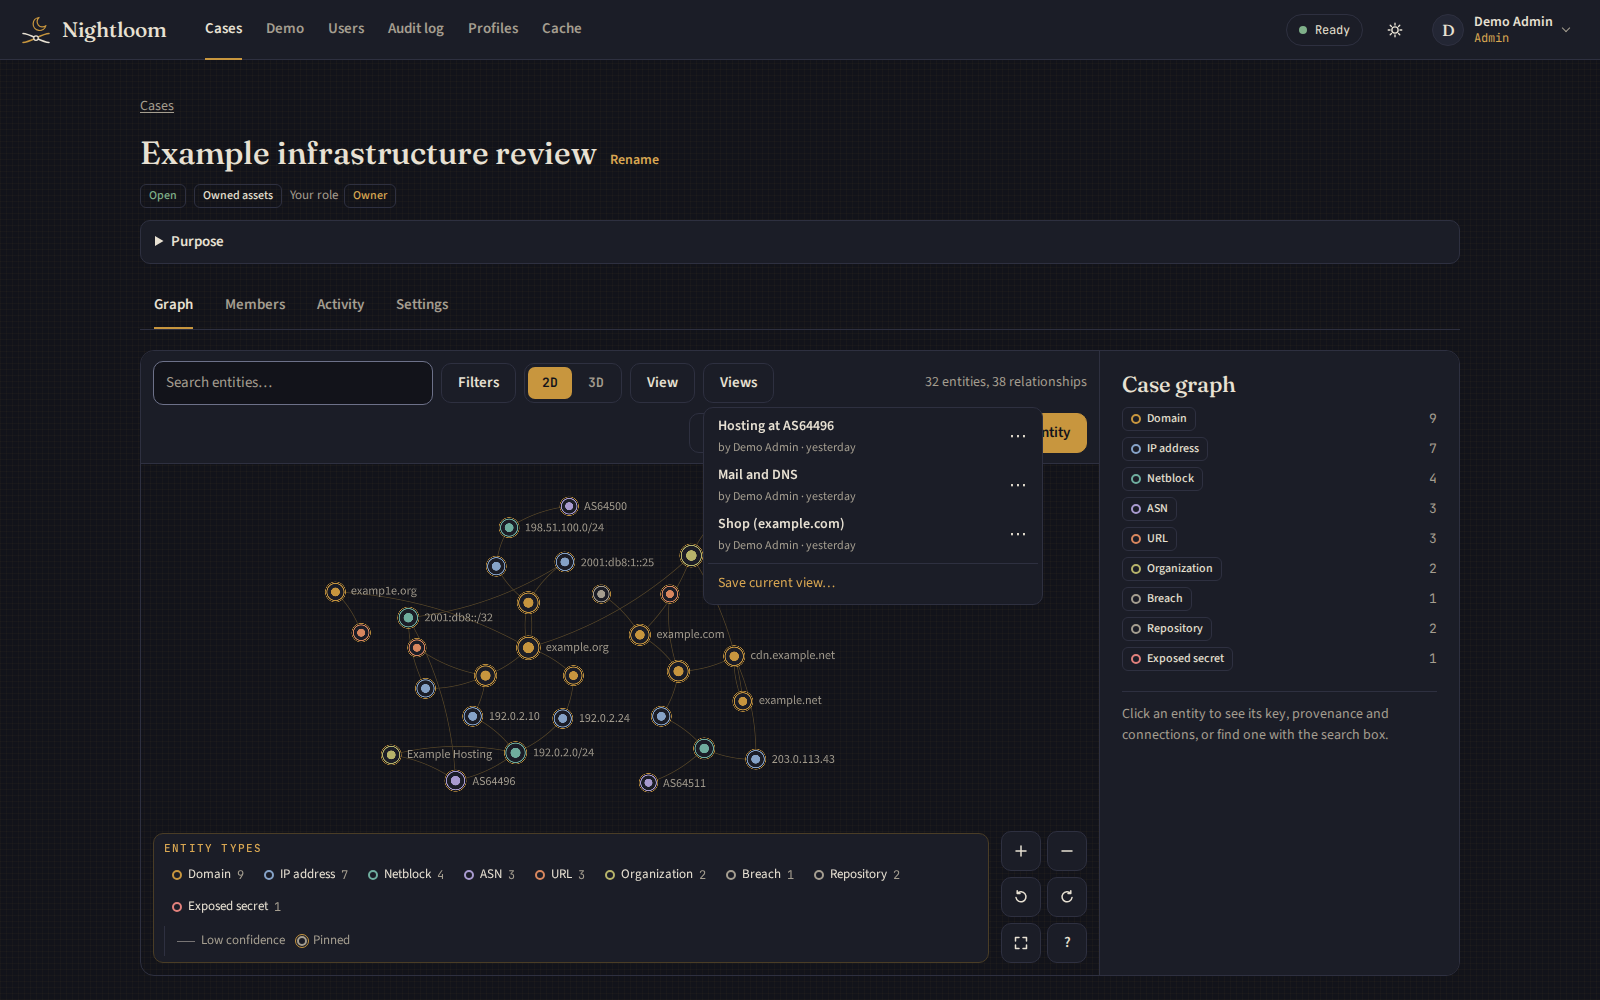 Nightloom
Cases Demo Users Audit log Profiles Cache
Ready
D
Demo Admin
Admin
Cases
Example infrastructure review Rename
Open Owned assets Your role Owner
Purpose
Graph Members Activity Settings
Search entities… Filters 2D 3D View Views 32 entities, 38 relationships
ntity
Hosting at AS64496
by Demo Admin · yesterday
Mail and DNS
by Demo Admin · yesterday
Shop (example.com)
by Demo Admin · yesterday
Save current view…
AS64500
198.51.100.0/24
2001:db8:1::25
examp1e.org
2001:db8::/32
example.com
example.org
cdn.example.net
example.net
192.0.2.10
192.0.2.24
Example Hosting
192.0.2.0/24
203.0.113.43
AS64496
AS64511
ENTITY TYPES
Domain 9 IP address 7 Netblock 4 ASN 3 URL 3 Organization 2 Breach 1 Repository 2
Exposed secret 1
Low confidence Pinned
+ −
?
Case graph
Domain 9
IP address 7
Netblock 4
ASN 3
URL 3
Organization 2
Breach 1
Repository 2
Exposed secret 1
Click an entity to see its key, provenance and
connections, or find one with the search box.